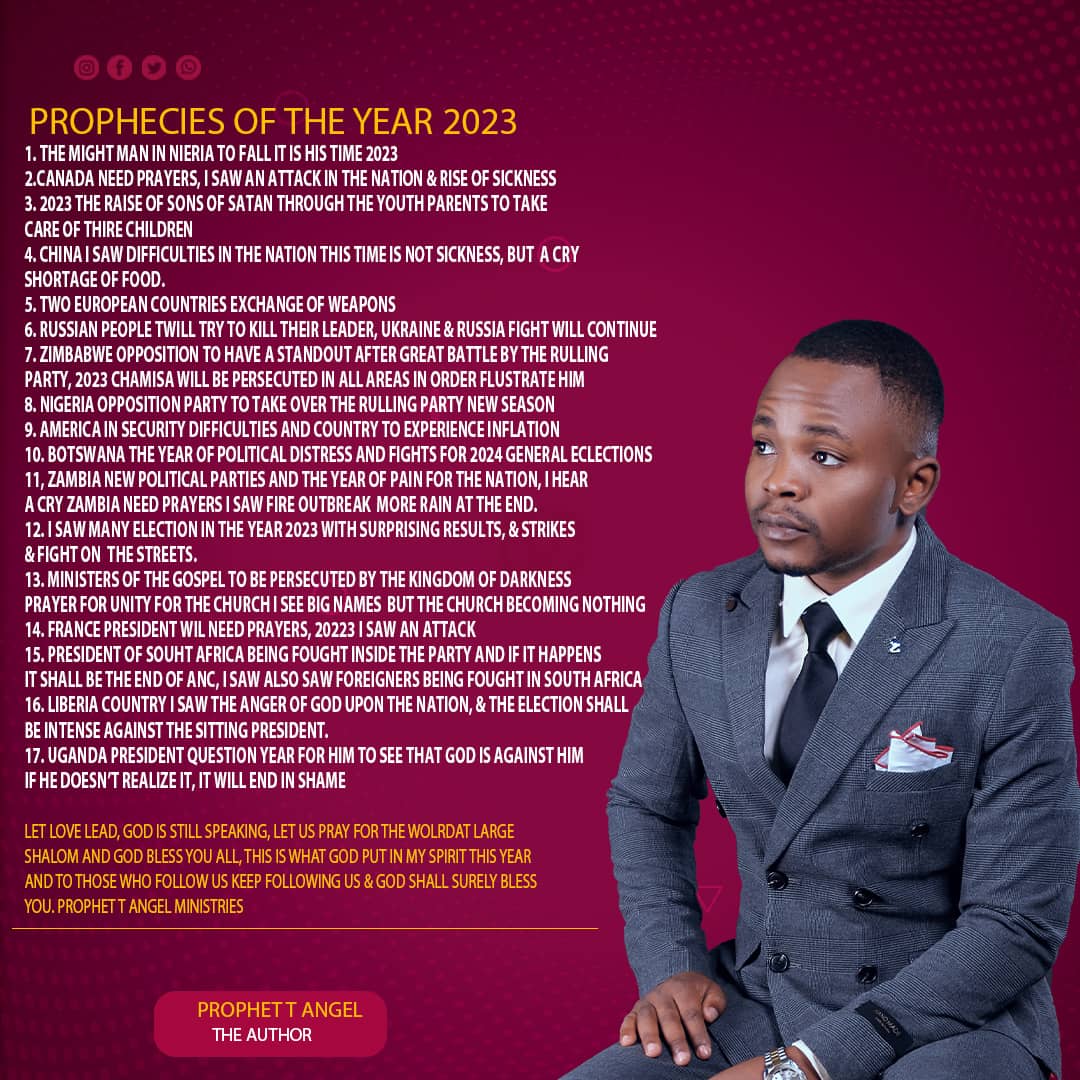 PROPHECIES OF THE YEAR 2023
1. THE MIGHT MAN IN NIERIA TO FALL IT IS HIS TIME 2023
2.CANADA NEED PRAYERS, I SAW AN ATTACK IN THE NATION & RISE OF SICKNESS
3. 2023 THE RAISE OF SONS OF SATAN THROUGH THE YOUTH PARENTS TO TAKE
CARE OF THIRE CHILDREN
4. CHINA I SAW DIFFICULTIES IN THE NATION THIS TIME IS NOT SICKNESS, BUT A CRY
SHORTAGE OF FOOD.
5. TWO EUROPEAN COUNTRIES EXCHANGE OF WEAPONS
6. RUSSIAN PEOPLE TWILL TRY TO KILL THEIR LEADER, UKRAINE & RUSSIA FIGHT WILL CONTINUE
7. ZIMBABWE OPPOSITION TO HAVE A STANDOUT AFTER GREAT BATTLE BY THE RULLING
PARTY, 2023 CHAMISA WILL BE PERSECUTED IN ALL AREAS IN ORDER FLUSTRATE HIM
8. NIGERIA OPPOSITION PARTY TO TAKE OVER THE RULLING PARTY NEW SEASON
9. AMERICA IN SECURITY DIFFICULTIES AND COUNTRY TO EXPERIENCE INFLATION
10. BOTSWANA THE YEAR OF POLITICAL DISTRESS AND FIGHTS FOR 2024 GENERAL ECLECTIONS
11, ZAMBIA NEW POLITICAL PARTIES AND THE YEAR OF PAIN FOR THE NATION, I HEAR
A CRY ZAMBIA NEED PRAYERS I SAW FIRE OUTBREAK MORE RAIN AT THE END.
12. I SAW MANY ELECTION IN THE YEAR 2023 WITH SURPRISING RESULTS, & STRIKES
& FIGHT ON THE STREETS.
13. MINISTERS OF THE GOSPEL TO BE PERSECUTED BY THE KINGDOM OF DARKNESS
PRAYER FOR UNITY FOR THE CHURCH I SEE BIG NAMES BUT THE CHURCH BECOMING NOTHING
14. FRANCE PRESIDENT WIL NEED PRAYERS, 20223 I SAW AN ATTACK
15. PRESIDENT OF SOUHT AFRICA BEING FOUGHT INSIDE THE PARTY AND IF IT HAPPENS
IT SHALL BE THE END OF ANC, I SAW ALSO SAW FOREIGNERS BEING FOUGHT IN SOUTH AFRICA
16. LIBERIA COUNTRY I SAW THE ANGER OF GOD UPON THE NATION, & THE ELECTION SHALL
BE INTENSE AGAINST THE SITTING PRESIDENT.
17. UGANDA PRESIDENT QUESTION YEAR FOR HIM TO SEE THAT GOD IS AGAINST HIM
IF HE DOESN'T REALIZE IT, IT WILL END IN SHAME
LET LOVE LEAD, GOD IS STILL SPEAKING, LET US PRAY FOR THE WOLRDAT LARGE
SHALOM AND GOD BLESS YOU ALL, THIS IS WHAT GOD PUT IN MY SPIRIT THIS YEAR
AND TO THOSE WHO FOLLOW US KEEP FOLLOWING US & GOD SHALL SURELY BLESS
YOU. PROPHET T ANGEL MINISTRIES
PROPHET T ANGEL
THE AUTHOR